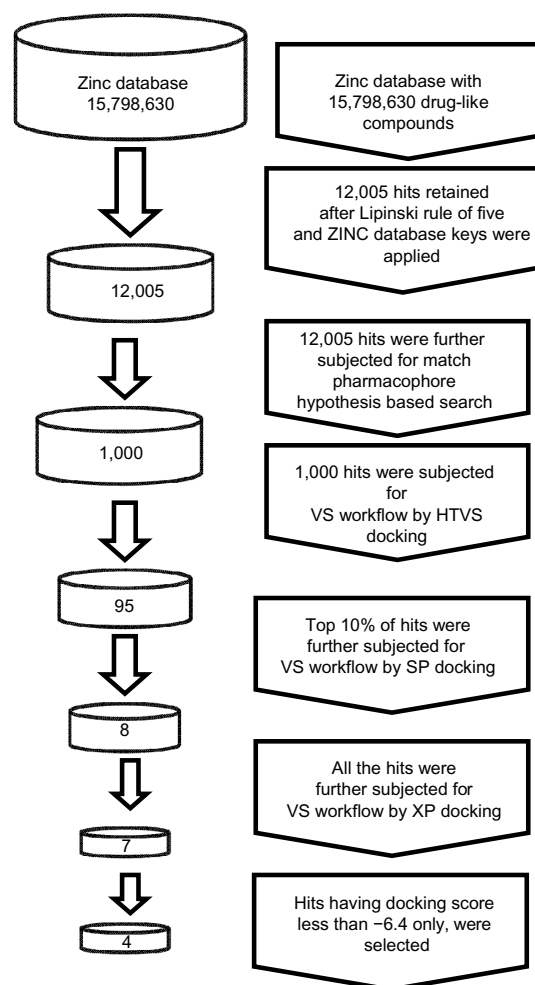 Zinc database
15,798,630
Zinc database with
15,798,630 drug-like
compounds
12,005 hits retained
after Lipinski rule of five
and ZINC database keys were
applied
12,005
12,005 hits were further
subjected for match
pharmacophore
hypothesis based search
1,000
1,000 hits were subjected
for
VS workflow by HTVS
docking
95
Top 10% of hits were
further subjected for
VS workflow by SP docking
8
All the hits were
further subjected for
VS workflow by XP docking
7
Hits having docking score
less than −6.4 only, were
selected
4